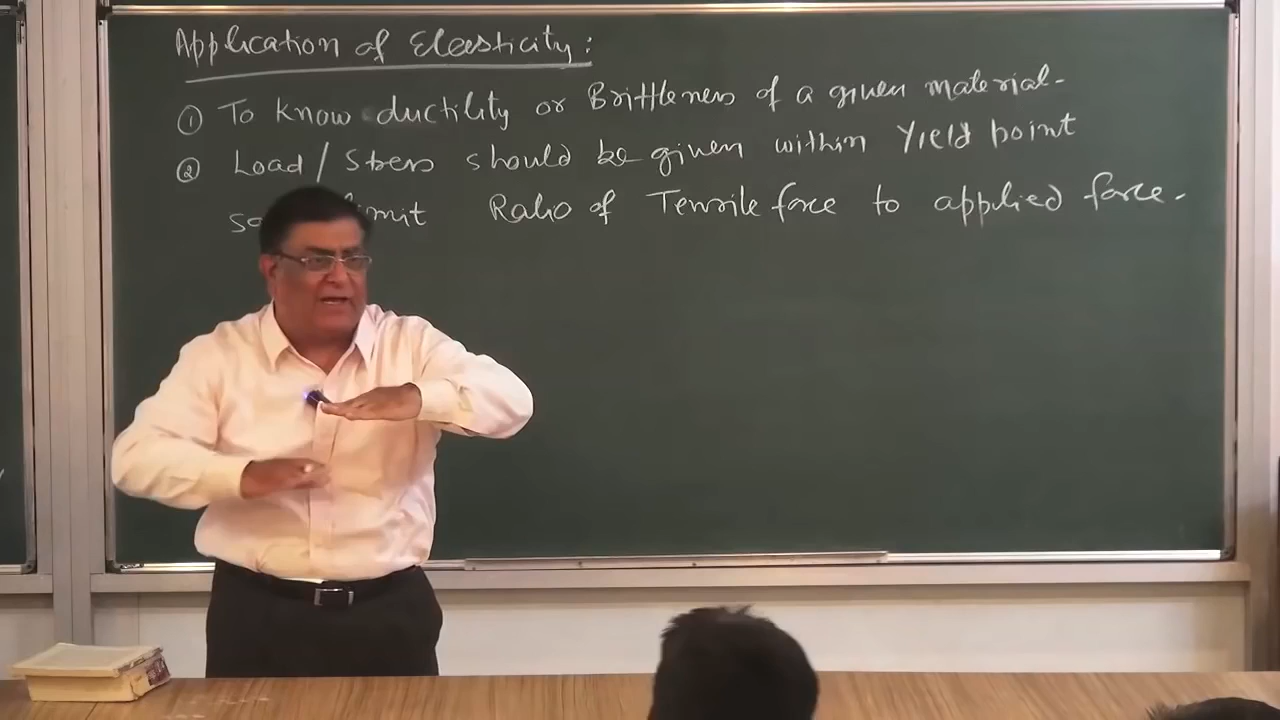 Application of Elasticity:
① To know ductility or Brittleness of a given material-
② Load/Stress should be given within Yield point
limit Ratio of Tensile force to applied force.